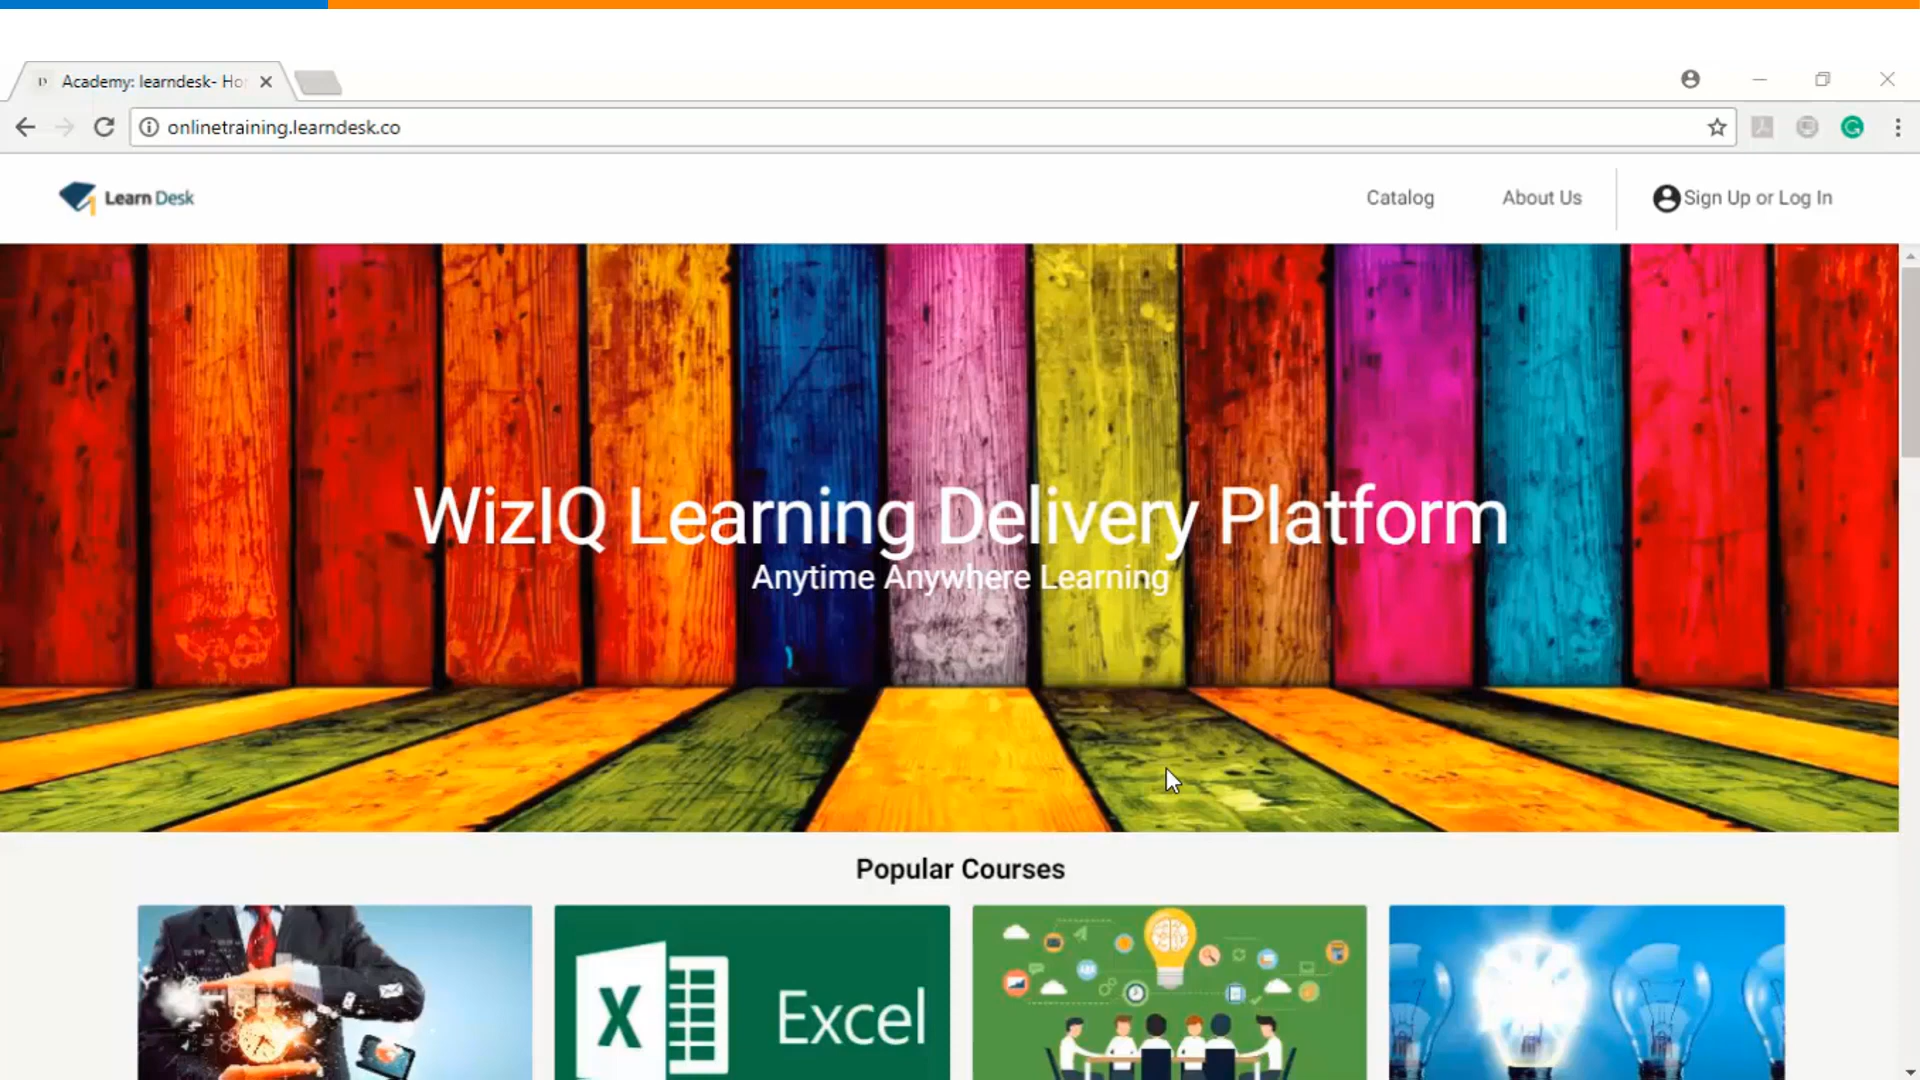 Academy: learndesk- Ho
onlinetraining.learndesk.co
Learn Desk
Catalog
About Us
Sign Up or Log In
WizIQ Learning Delivery Platform
Anytime Anywhere Learning
Popular Courses
X
Excel